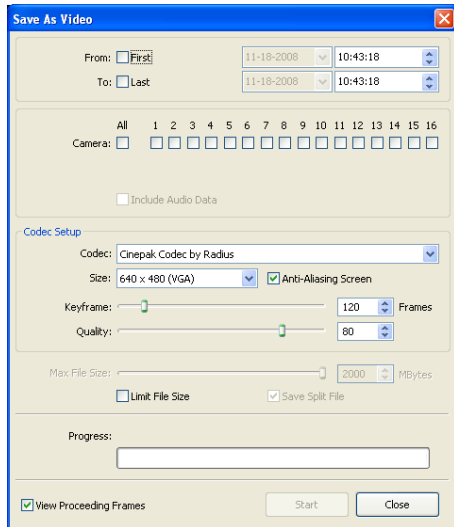 Save As Video
From: First 11-18-2008 10:43:18
To: Last 11-18-2008 10:43:18
All 1 2 3 4 5 6 7 8 9 10 11 12 13 14 15 16
Camera:
Include Audio Data
Codec Setup
Codec: Cinepak Codec by Radius
Size: 640 x 480 (VGA) Anti-Aliasing Screen
Keyframe: 120 Frames
Quality: 80
Max File Size: 2000 MBytes
Limit File Size Save Split File
Progress:
View Proceeding Frames Start Close